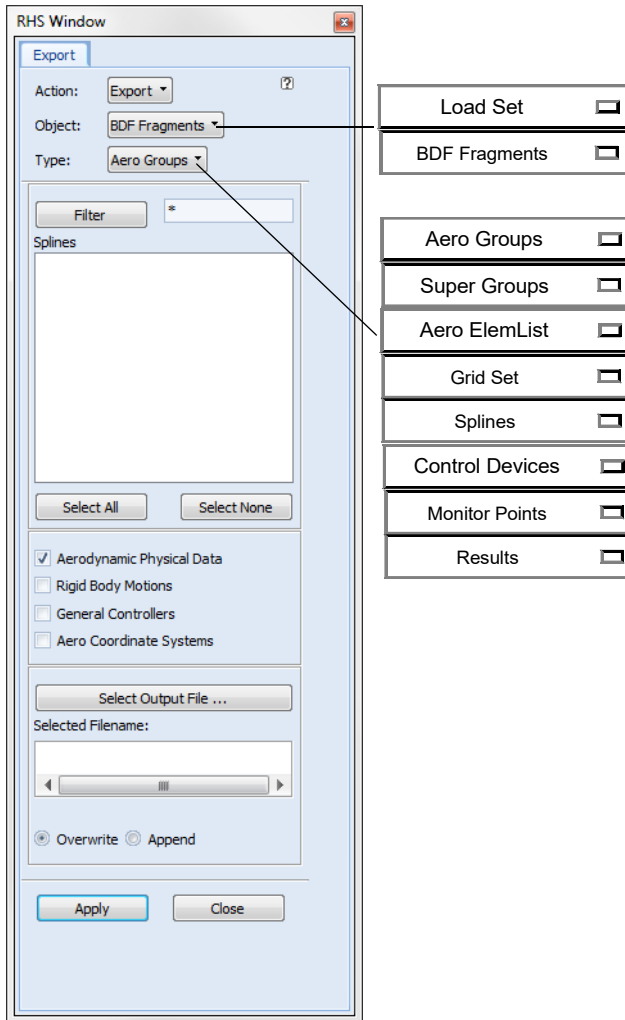 RHS Window
Export
Action: Export
Object: BDF Fragments
Type: Aero Groups
Filter *
Splines
Select All Select None
Aerodynamic Physical Data
Rigid Body Motions
General Controllers
Aero Coordinate Systems
Select Output File ...
Selected Filename:
Overwrite Append
Apply Close
Load Set
BDF Fragments
Aero Groups
Super Groups
Aero ElemList
Grid Set
Splines
Control Devices
Monitor Points
Results